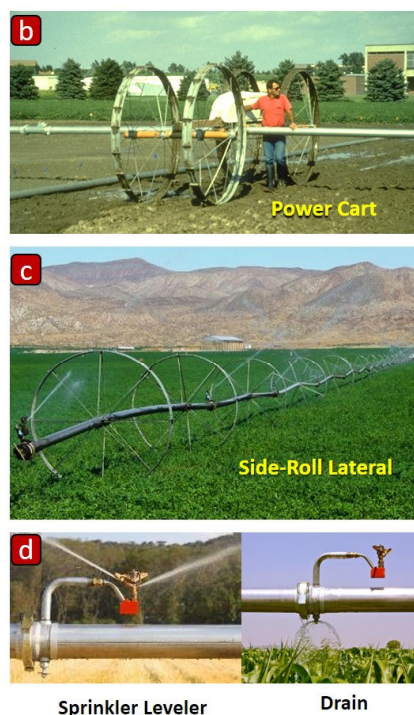 b
Power Cart
c
Side-Roll Lateral
d
Sprinkler Leveler
Drain